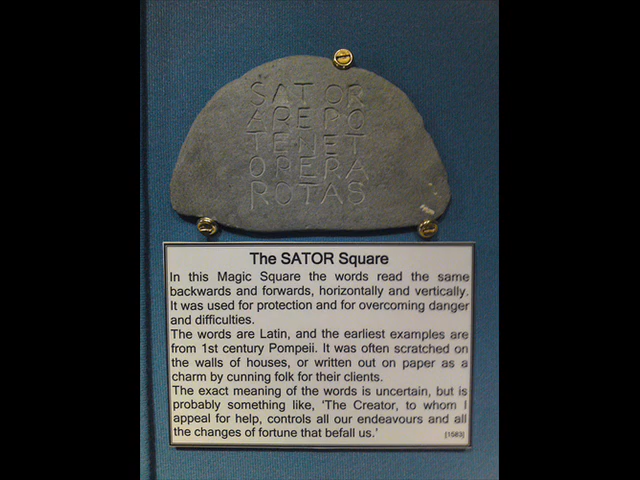 SATOR
AREPO
TENET
OPERA
ROTAS
The SATOR Square
In this Magic Square the words read the same
backwards and forwards, horizontally and vertically.
It was used for protection and for overcoming danger
and difficulties.
The words are Latin, and the earliest examples are
from 1st century Pompeii. It was often scratched on
the walls of houses, or written out on paper as a
charm by cunning folk for their clients.
The exact meaning of the words is uncertain, but is
probably something like, 'The Creator, to whom I
appeal for help, controls all our endeavours and all
the changes of fortune that befall us.' [1583]